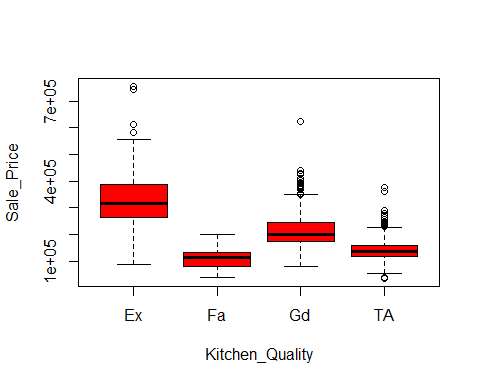 Sale_Price
7e+05
4e+05
1e+05
Ex Fa Gd TA
Kitchen_Quality